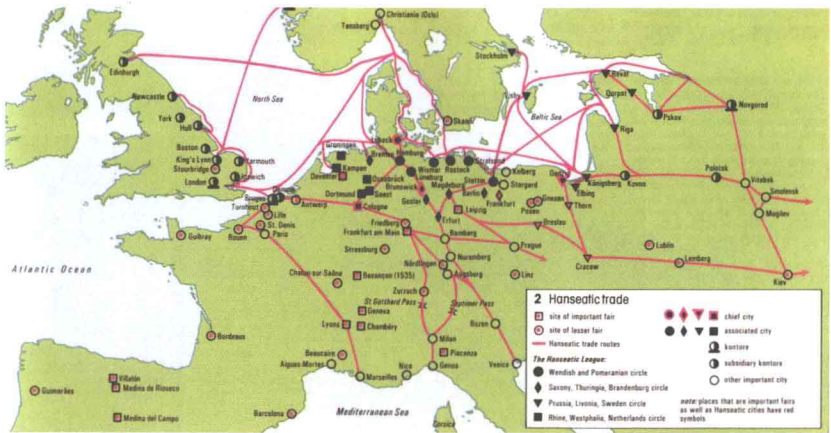 Christiania (Oslo)
Tønsberg
Stockholm
Edinburgh
North Sea
Visby
Reval
Dorpat
Newcastle
Baltic Sea
Novgorod
Pskov
York
Hull
Skanör
Riga
Boston
Groningen
Lübeck
Hamburg
Stralsund
King's Lynn
Yarmouth
Bremen
Wismar
Rostock
Kolberg
Stourbridge
Kampen
Lüneburg
Stettin
Königsberg
Kovno
Polotsk
Vitebsk
London
Ipswich
Deventer
Osnabrück
Brunswick
Magdeburg
Stargard
Elbing
Smolensk
Dortmund
Soest
Berlin
Gnesen
Thorn
Mogilev
Bruges
Antwerp
Cologne
Goslar
Frankfurt
Posen
Turnhout
Lille
Erfurt
Leipzig
Breslau
St. Denis
Friedberg
Guibray
Rouen
Paris
Frankfurt am Main
Bamberg
Prague
Lublin
Strassburg
Nuremberg
Cracow
Lemberg
Atlantic Ocean
Nördlingen
Augsburg
Linz
Kiev
Chalon-sur-Saône
Besançon (1535)
Zurzach
St Gotthard Pass
Septimer Pass
Geneva
Bozen
Lyons
Chambéry
Bordeaux
Milan
Beaucaire
Piacenza
Aigues-Mortes
Nice
Genoa
Venice
Villalón
Marseilles
Guimarães
Medina de Rioseco
Medina del Campo
Barcelona
Mediterranean Sea
Corsica
2 Hanseatic trade
site of important fair
site of lesser fair
Hanseatic trade routes
The Hanseatic League:
Wendish and Pomeranian circle
Saxony, Thuringie, Brandenburg circle
Prussia, Livonia, Sweden circle
Rhine, Westphalia, Netherlands circle
chief city
associated city
kontore
subsidiary kontore
other important city
note: places that are important fairs
as well as Hanseatic cities have red
symbols